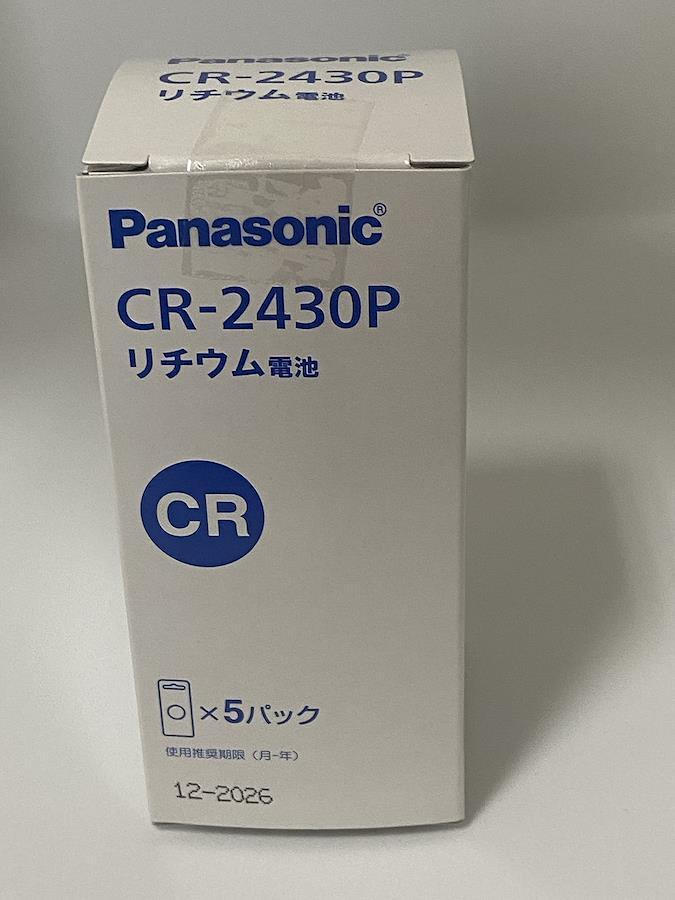 Panasonic
CR-2430P
リチウム電池
Panasonic®
CR-2430P
リチウム電池
CR
×5パック
使用推奨期限（月-年）
12-2026